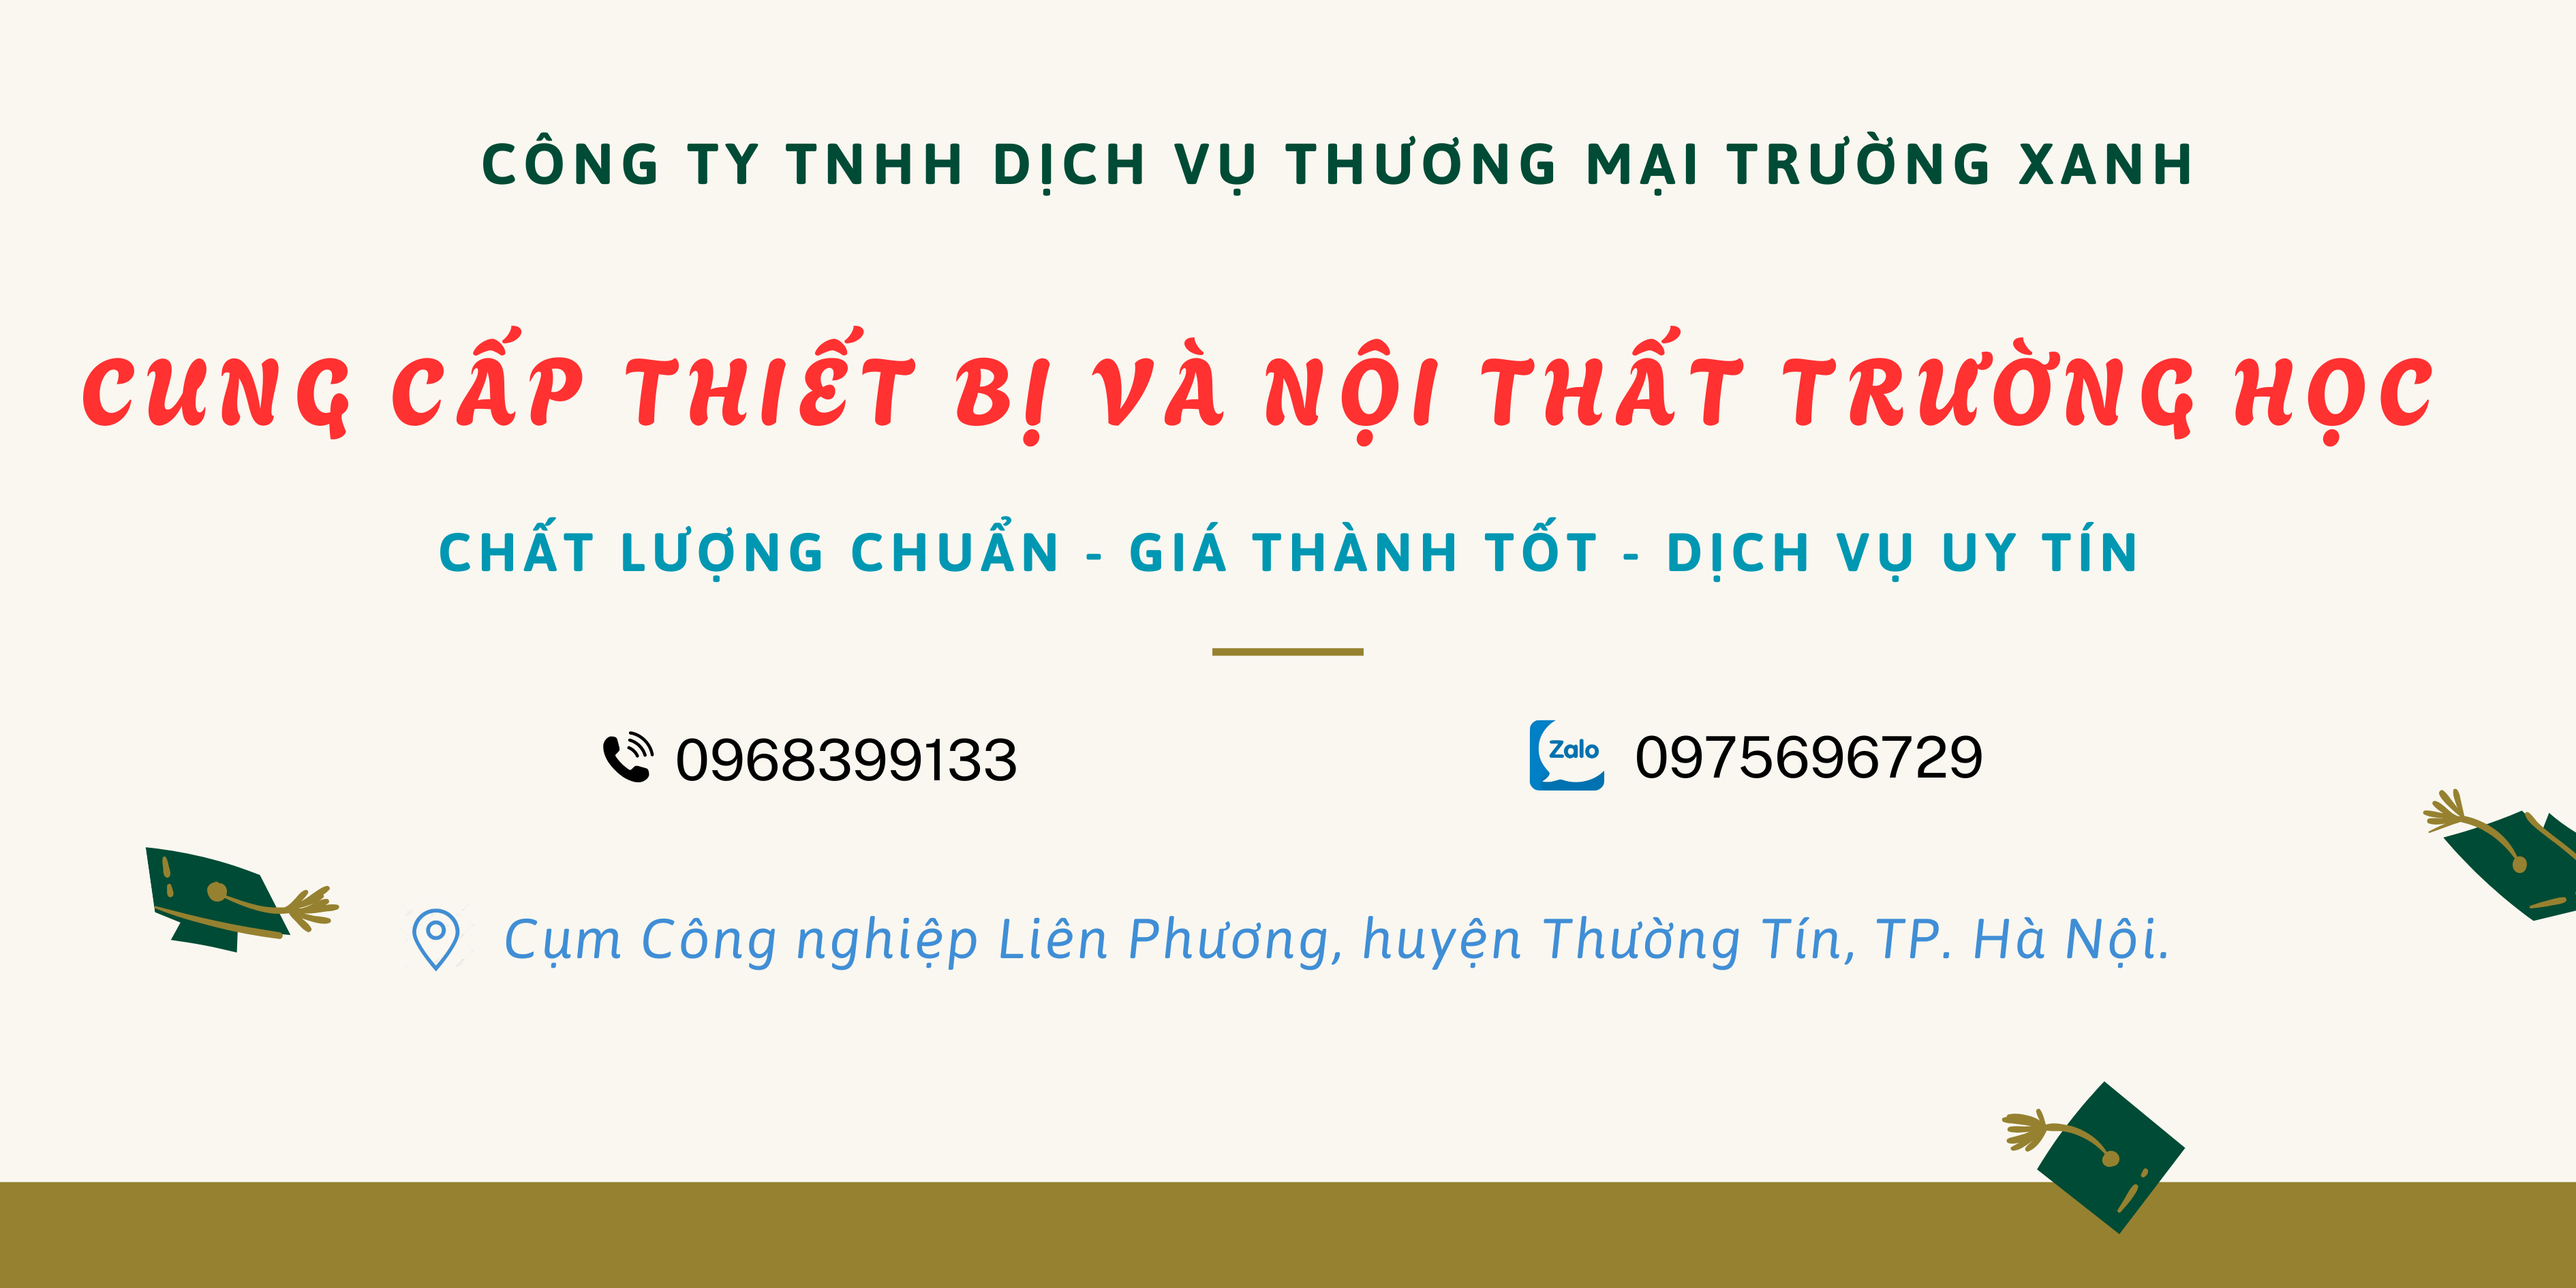 CÔNG TY TNHH DỊCH VỤ THƯƠNG MẠI TRƯỜNG XANH
CUNG CẤP THIẾT BỊ VÀ NỘI THẤT TRƯỜNG HỌC
CHẤT LƯỢNG CHUẨN - GIÁ THÀNH TỐT - DỊCH VỤ UY TÍN
0968399133
Zalo 0975696729
Cụm Công nghiệp Liên Phương, huyện Thường Tín, TP. Hà Nội.